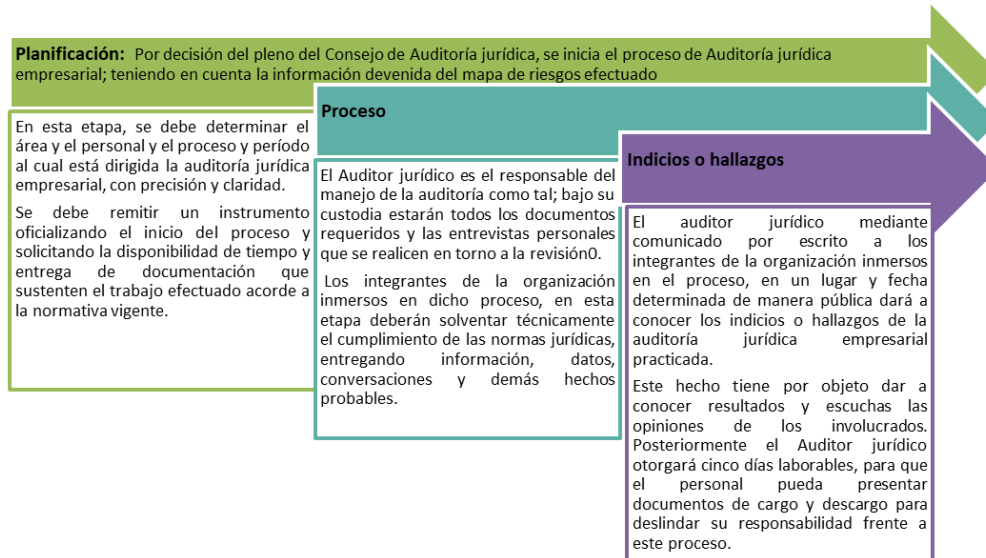 Planificación: Por decisión del pleno del Consejo de Auditoría jurídica, se inicia el proceso de Auditoría jurídica
empresarial; teniendo en cuenta la información devenida del mapa de riesgos efectuado
En esta etapa, se debe determinar el
área y el personal y el proceso y período
al cual está dirigida la auditoría jurídica
empresarial, con precisión y claridad.
Se debe remitir un instrumento
oficializando el inicio del proceso y
solicitando la disponibilidad de tiempo y
entrega de documentación que
sustenten el trabajo efectuado acorde a
la normativa vigente.
Proceso
El Auditor jurídico es el responsable del
manejo de la auditoría como tal; bajo su
custodia estarán todos los documentos
requeridos y las entrevistas personales
que se realicen en torno a la revisión0.
Los integrantes de la organización
inmersos en dicho proceso, en esta
etapa deberán solventar técnicamente
el cumplimiento de las normas jurídicas,
entregando información, datos,
conversaciones y demás hechos
probables.
Indicios o hallazgos
El auditor jurídico mediante
comunicado por escrito a los
integrantes de la organización inmersos
en el proceso, en un lugar y fecha
determinada de manera pública dará a
conocer los indicios o hallazgos de la
auditoría jurídica empresarial
practicada.
Este hecho tiene por objeto dar a
conocer resultados y escuchas las
opiniones de los involucrados.
Posteriormente el Auditor jurídico
otorgará cinco días laborables, para que
el personal pueda presentar
documentos de cargo y descargo para
deslindar su responsabilidad frente a
este proceso.